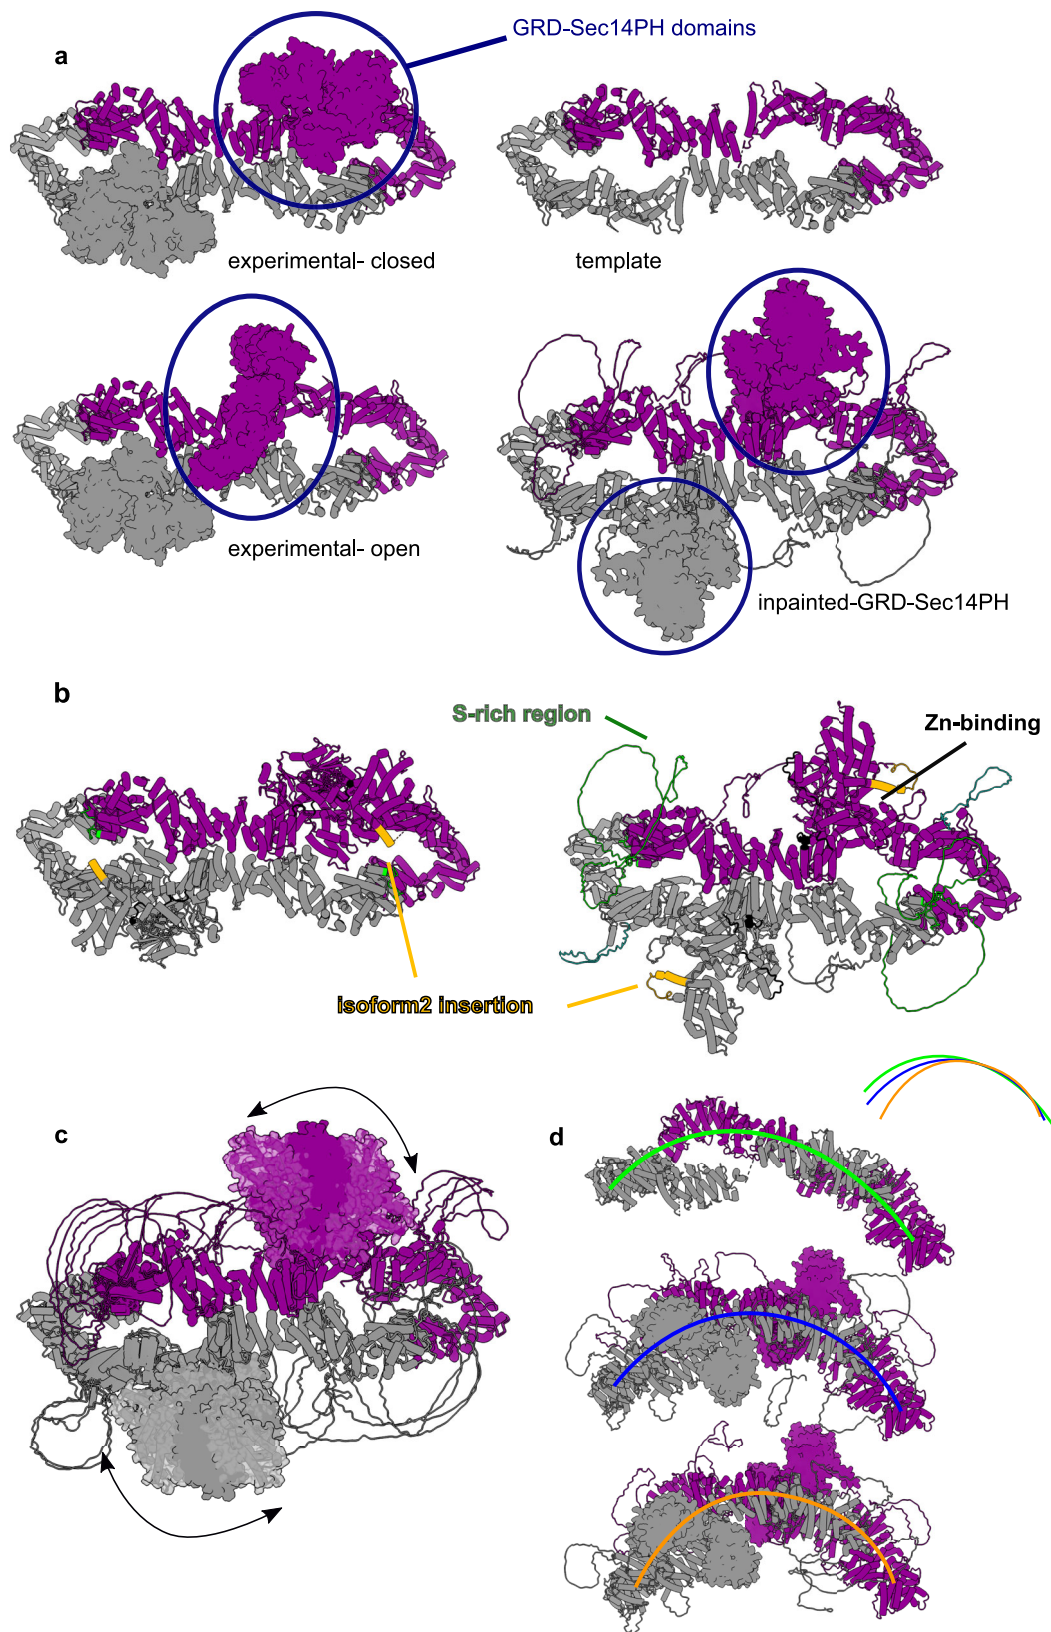 GRD-Sec14PH domains
a
experimental- closed
template
experimental- open
inpainted-GRD-Sec14PH
b
S-rich region
Zn-binding
isoform2 insertion
c
d